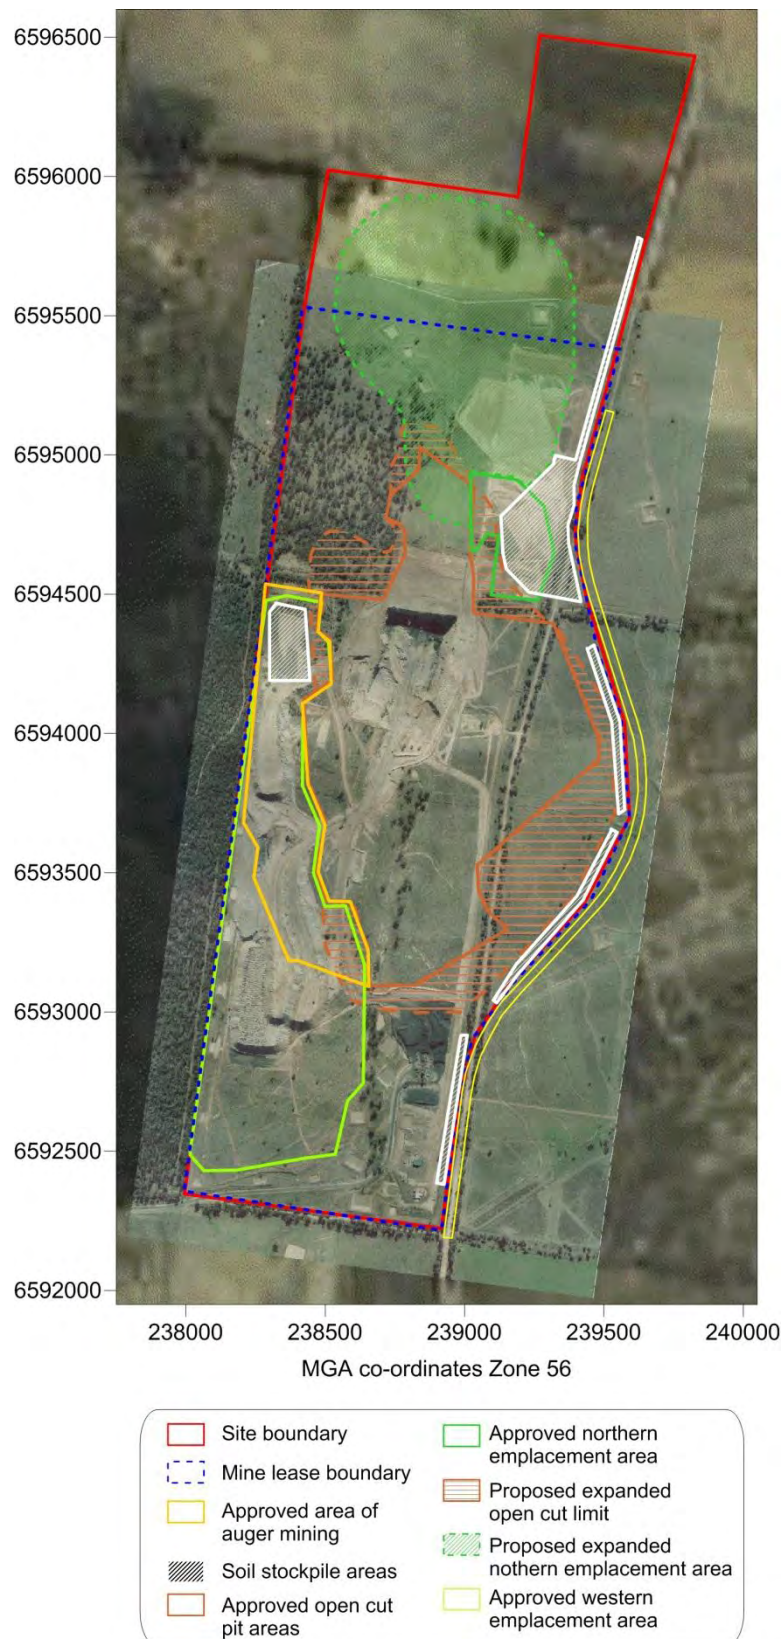 6596500
6596000
6595500
6595000
6594500
6594000
6593500
6593000
6592500
6592000
238000 238500 239000 239500 240000
MGA co-ordinates Zone 56
Site boundary
Mine lease boundary
Approved area of
auger mining
Soil stockpile areas
Approved open cut
pit areas
Approved northern
emplacement area
Proposed expanded
open cut limit
Proposed expanded
nothern emplacement area
Approved western
emplacement area